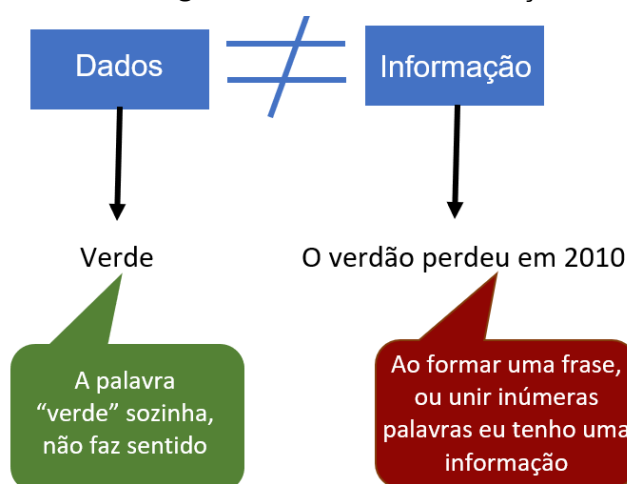 Dados
Informação
Verde
O verdão perdeu em 2010
A palavra
“verde” sozinha,
não faz sentido
Ao formar uma frase,
ou unir inúmeras
palavras eu tenho uma
informação